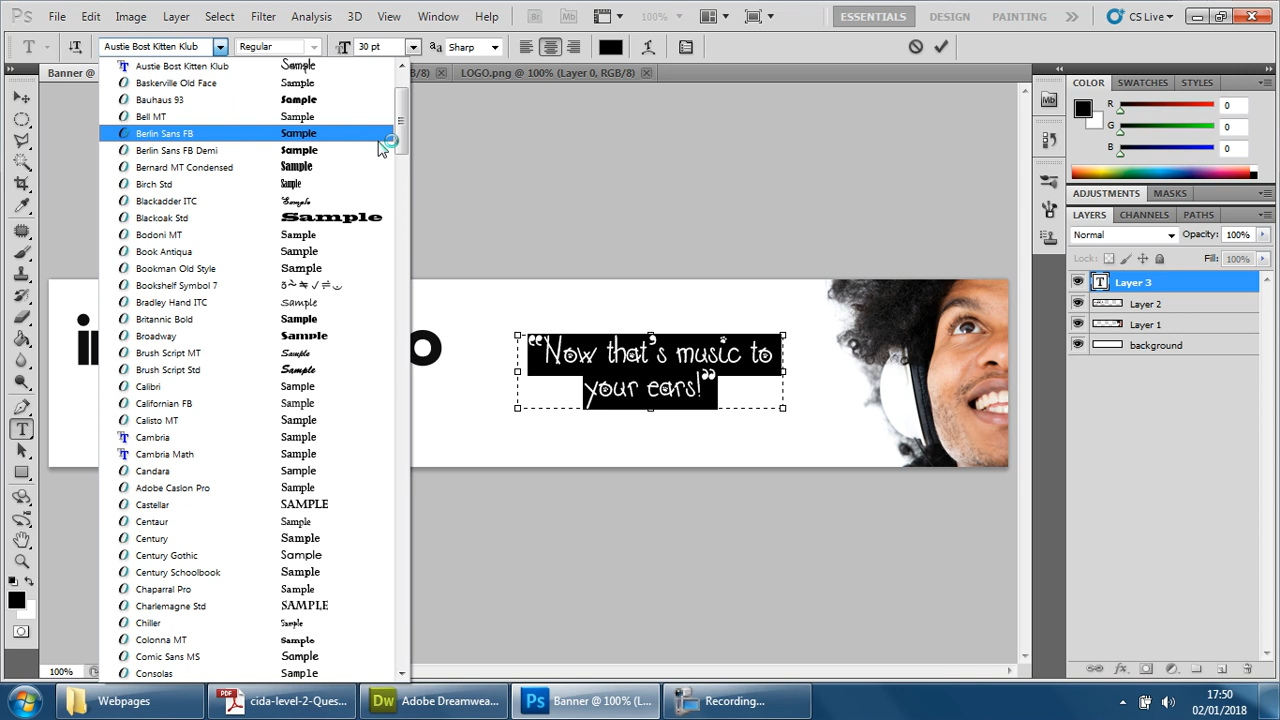 Ps File Edit Image Layer Select Filter Analysis 3D View Window Help Br Mb 100% ESSENTIALS DESIGN PAINTING CS Live
T Austie Bost Kitten Klub Regular 30 pt Sharp
Banner @ B/8) LOGO.png @ 100% (Layer 0, RGB/8)
Austie Bost Kitten Klub Sample
Baskerville Old Face Sample
Bauhaus 93 Sample
Bell MT Sample
Berlin Sans FB Sample
Berlin Sans FB Demi Sample
Bernard MT Condensed Sample
Birch Std Sample
Blackadder ITC Sample
Blackoak Std Sample
Bodoni MT Sample
Book Antiqua Sample
Bookman Old Style Sample
Bookshelf Symbol 7
Bradley Hand ITC Sample
Britannic Bold Sample
Broadway Sample
Brush Script MT Sample
Brush Script Std Sample
Calibri Sample
Californian FB Sample
Calisto MT Sample
Cambria Sample
Cambria Math Sample
Candara Sample
Adobe Caslon Pro Sample
Castellar SAMPLE
Centaur Sample
Century Sample
Century Gothic Sample
Century Schoolbook Sample
Chaparral Pro Sample
Charlemagne Std SAMPLE
Chiller Sample
Colonna MT Sample
Comic Sans MS Sample
Consolas Sample
“Now that’s music to
your ears!”
COLOR SWATCHES STYLES
R 0
G 0
B 0
ADJUSTMENTS MASKS
LAYERS CHANNELS PATHS
Normal Opacity: 100%
Lock: Fill: 100%
T Layer 3
Layer 2
Layer 1
background
100%
Webpages cida-level-2-Ques... Adobe Dreamwea... Banner @ 100% (L... Recording...
17:50
02/01/2018